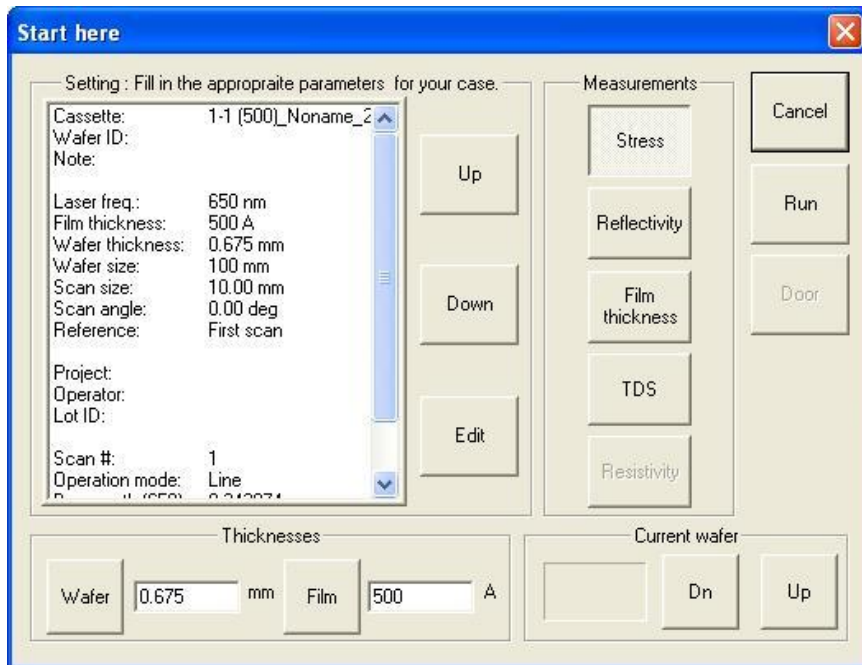 Start here
Setting : Fill in the appropraite parameters for your case.
Cassette: 1-1 (500)_Noname_2
Wafer ID:
Note:
Laser freq.: 650 nm
Film thickness: 500 A
Wafer thickness: 0.675 mm
Wafer size: 100 mm
Scan size: 10.00 mm
Scan angle: 0.00 deg
Reference: First scan
Project:
Operator:
Lot ID:
Scan #: 1
Operation mode: Line
Up
Down
Edit
Measurements
Stress
Reflectivity
Film
thickness
TDS
Resistivity
Cancel
Run
Door
Thicknesses
Wafer 0.675 mm Film 500 A
Current wafer
Dn Up